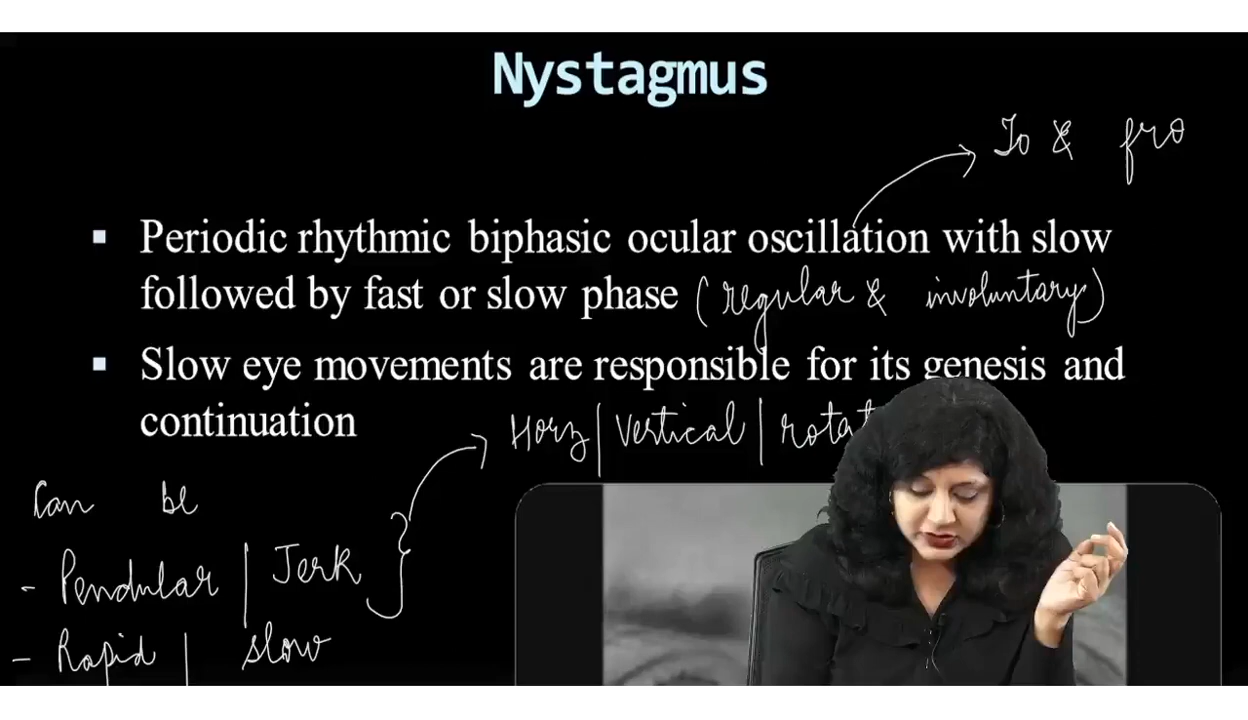 Nystagmus
To & fro
▪ Periodic rhythmic biphasic ocular oscillation with slow
followed by fast or slow phase (regular & involuntary)
▪ Slow eye movements are responsible for its genesis and
continuation
Horz | Vertical |
Can be
- Pendular | Jerk
- Rapid | slow